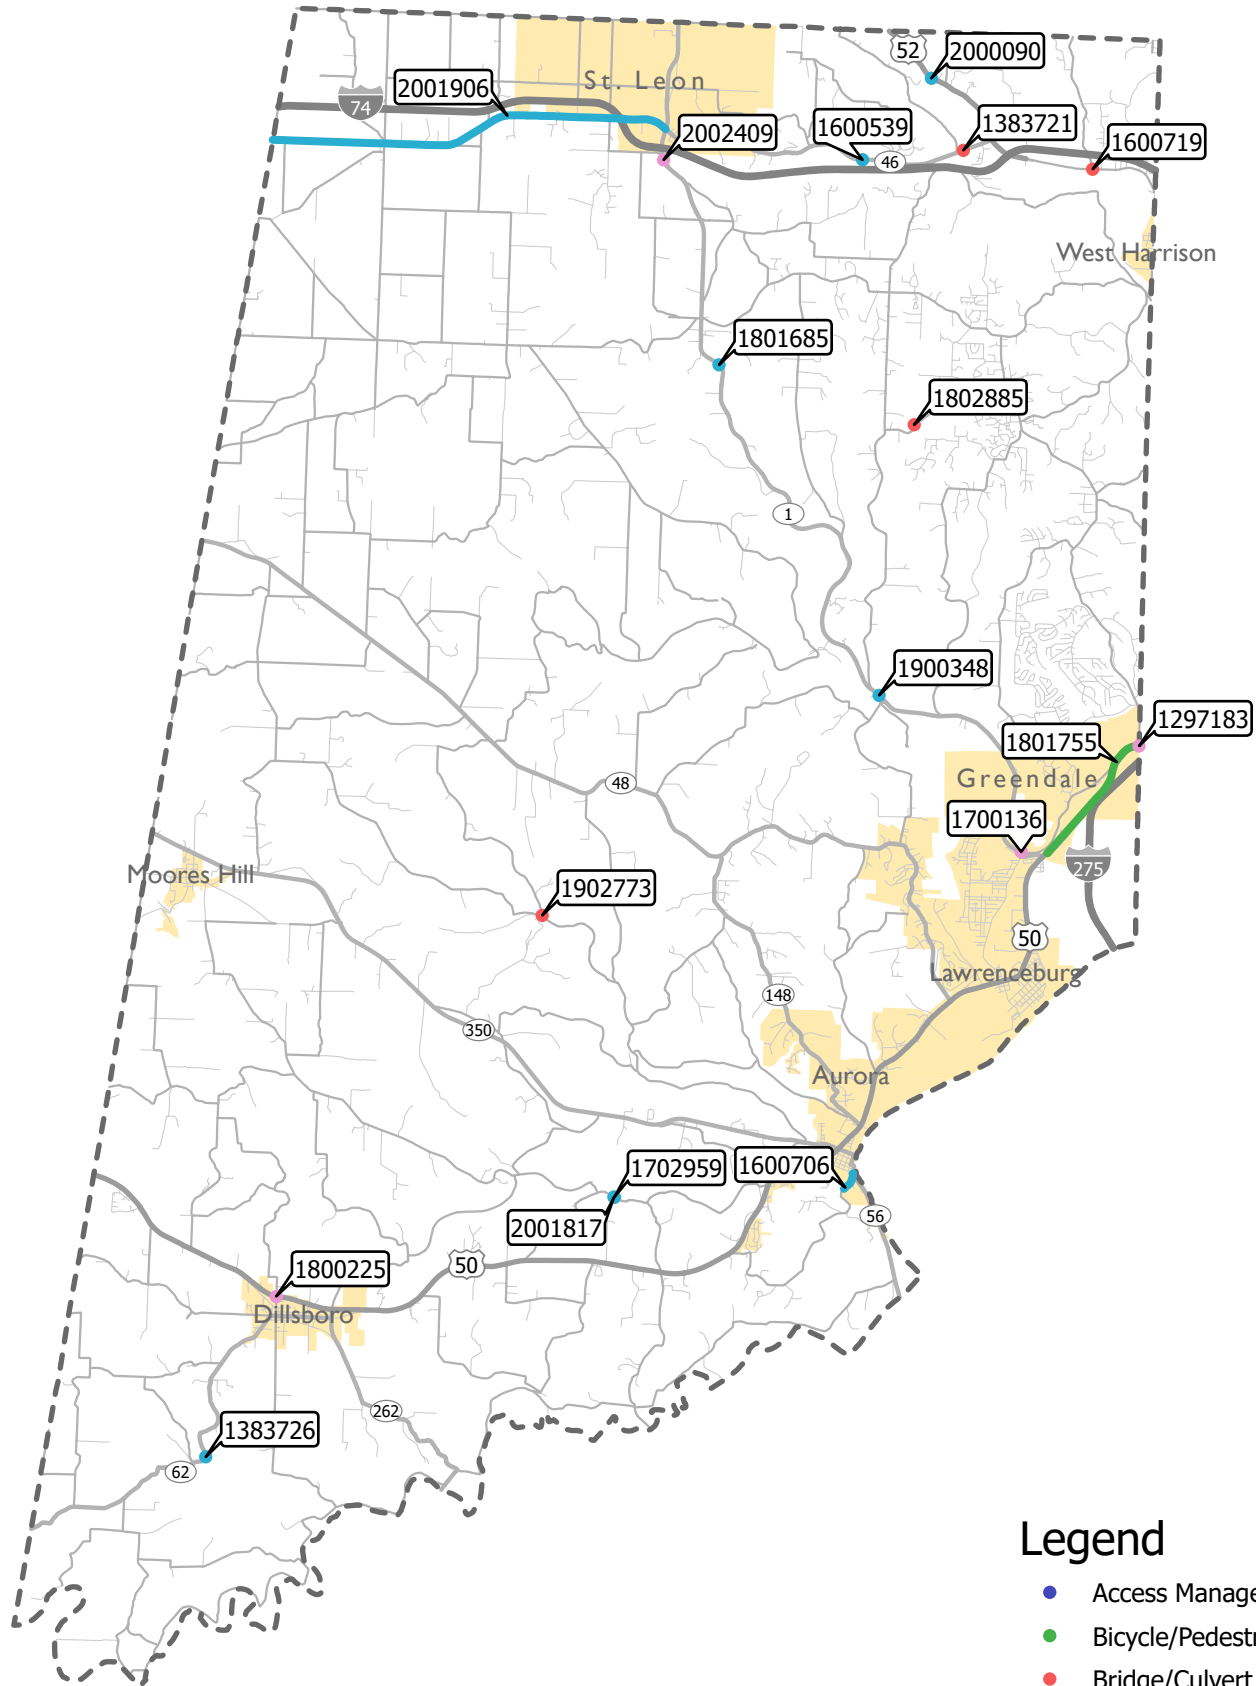 52
2000090
St. Leon
2001906
74
2002409
1600539
1383721
1600719
46
West Harrison
1801685
1802885
1
1900348
1297183
1801755
Greendale
48
1700136
275
Moores Hill
1902773
50
Lawrenceburg
148
350
Aurora
1702959
1600706
56
2001817
50
1800225
Dillsboro
262
1383726
62
Legend
Access Manage
Bicycle/Pedestr
Bridge/Culvert